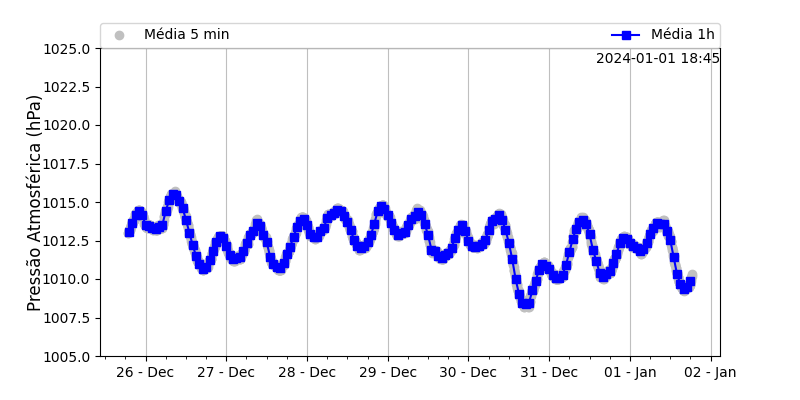 Média 5 min
Média 1h
2024-01-01 18:45
Pressão Atmosférica (hPa)
1025.0
1022.5
1020.0
1017.5
1015.0
1012.5
1010.0
1007.5
1005.0
26 - Dec
27 - Dec
28 - Dec
29 - Dec
30 - Dec
31 - Dec
01 - Jan
02 - Jan